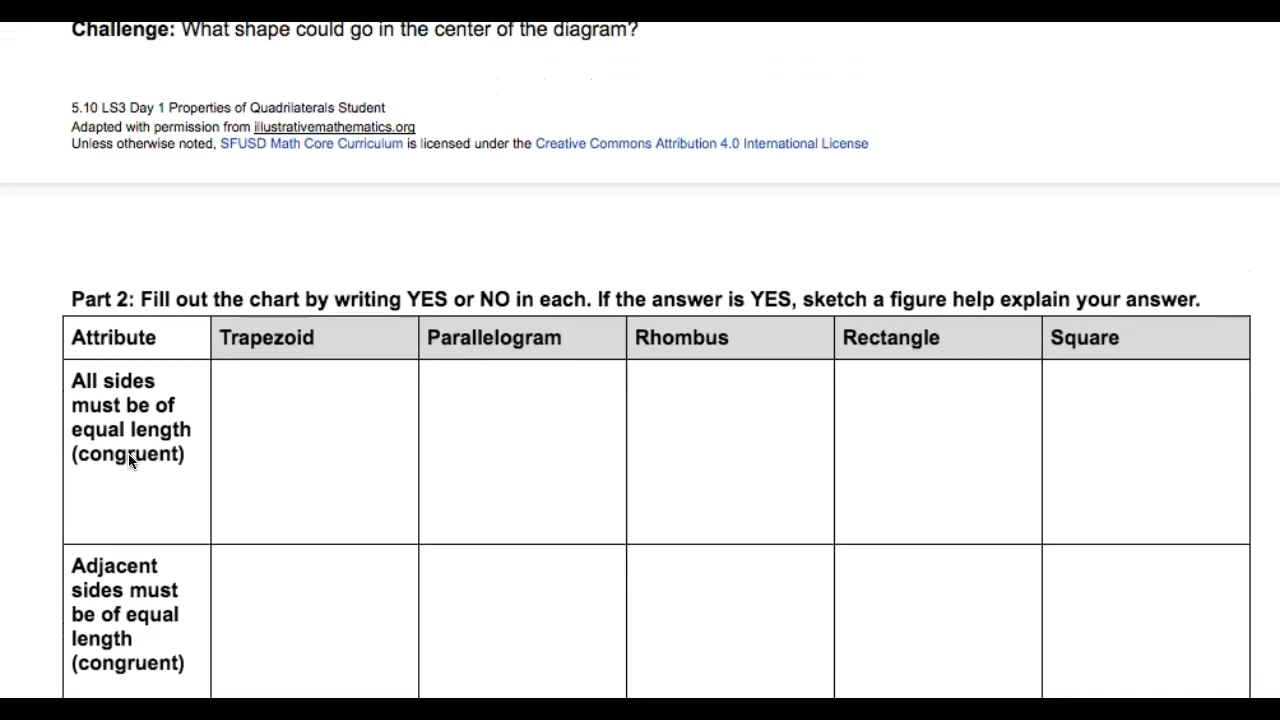 Challenge: What shape could go in the center of the diagram?
5.10 LS3 Day 1 Properties of Quadrilaterals Student
Adapted with permission from illustrativemathematics.org
Unless otherwise noted, SFUSD Math Core Curriculum is licensed under the Creative Commons Attribution 4.0 International License
Part 2: Fill out the chart by writing YES or NO in each. If the answer is YES, sketch a figure help explain your answer.
Attribute Trapezoid Parallelogram Rhombus Rectangle Square
All sides
must be of
equal length
(congruent)
Adjacent
sides must
be of equal
length
(congruent)